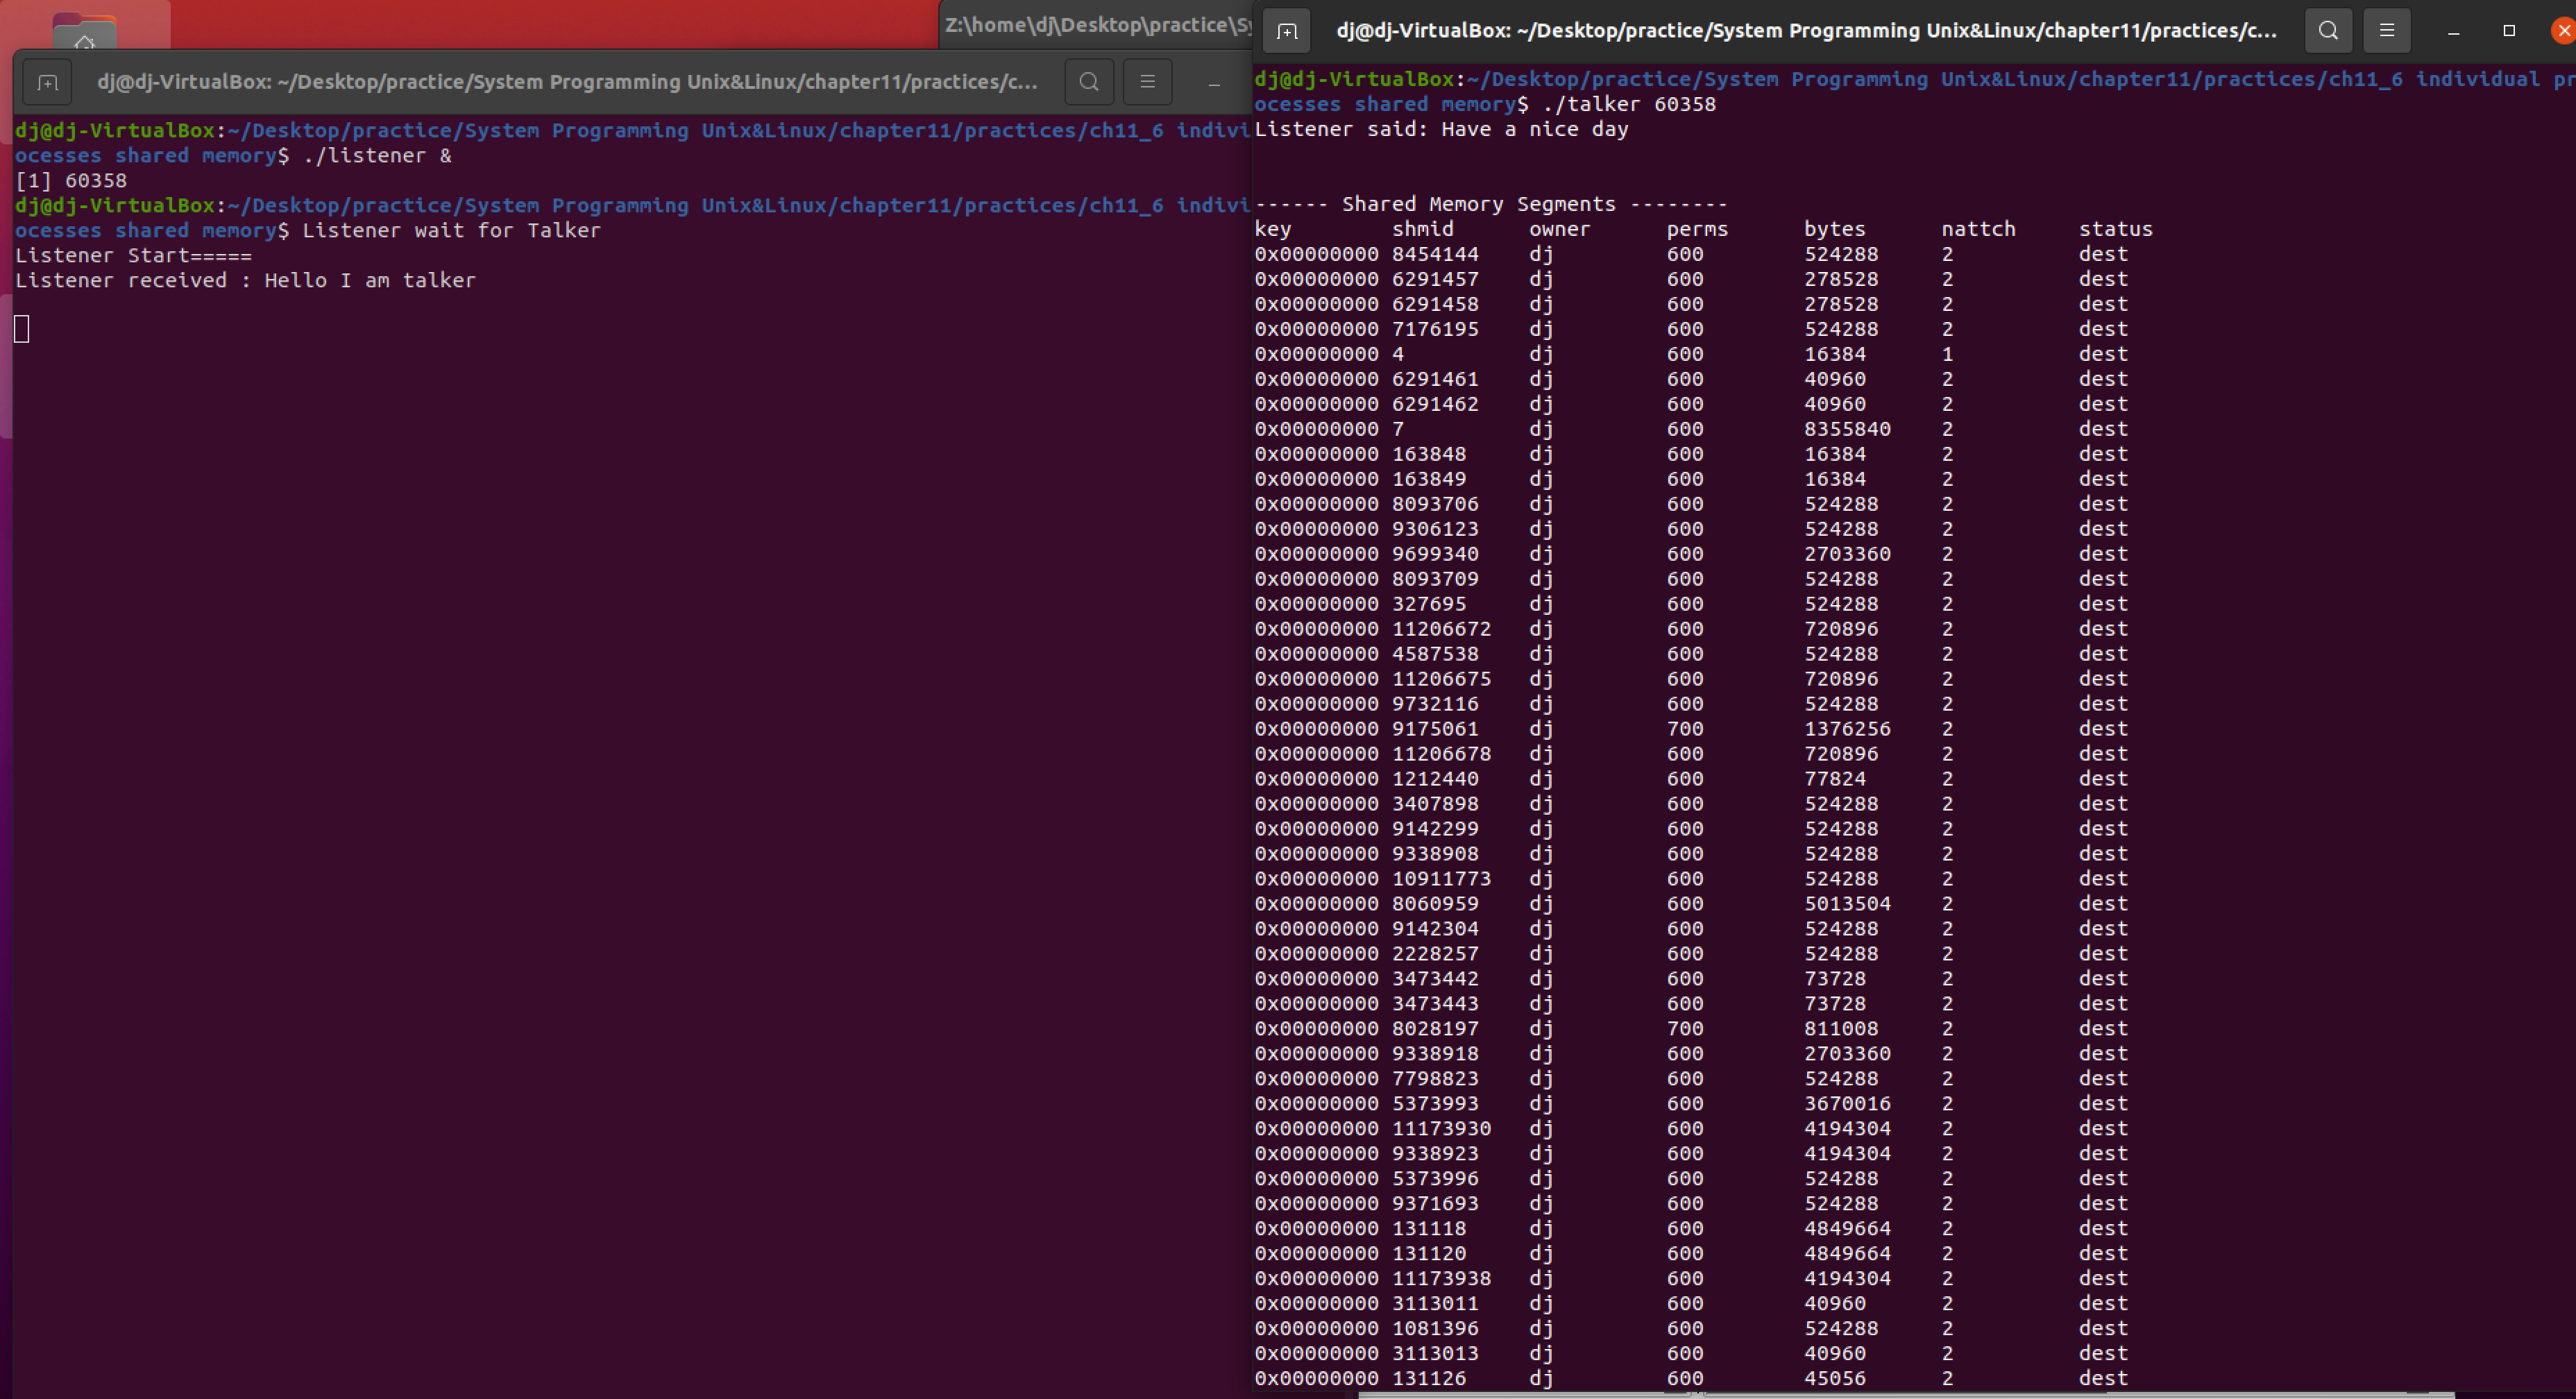 Z:\home\dj\Desktop\practice\Sy
dj@dj-VirtualBox: ~/Desktop/practice/System Programming Unix&Linux/chapter11/practices/c...
dj@dj-VirtualBox:~/Desktop/practice/System Programming Unix&Linux/chapter11/practices/ch11_6 indivi
ocesses shared memory$ ./listener &
[1] 60358
dj@dj-VirtualBox:~/Desktop/practice/System Programming Unix&Linux/chapter11/practices/ch11_6 indivi
ocesses shared memory$ Listener wait for Talker
Listener Start=====
Listener received : Hello I am talker
dj@dj-VirtualBox: ~/Desktop/practice/System Programming Unix&Linux/chapter11/practices/c...
dj@dj-VirtualBox:~/Desktop/practice/System Programming Unix&Linux/chapter11/practices/ch11_6 individual pr
ocesses shared memory$ ./talker 60358
Listener said: Have a nice day
------ Shared Memory Segments --------
key shmid owner perms bytes nattch status
0x00000000 8454144 dj 600 524288 2 dest
0x00000000 6291457 dj 600 278528 2 dest
0x00000000 6291458 dj 600 278528 2 dest
0x00000000 7176195 dj 600 524288 2 dest
0x00000000 4 dj 600 16384 1 dest
0x00000000 6291461 dj 600 40960 2 dest
0x00000000 6291462 dj 600 40960 2 dest
0x00000000 7 dj 600 8355840 2 dest
0x00000000 163848 dj 600 16384 2 dest
0x00000000 163849 dj 600 16384 2 dest
0x00000000 8093706 dj 600 524288 2 dest
0x00000000 9306123 dj 600 524288 2 dest
0x00000000 9699340 dj 600 2703360 2 dest
0x00000000 8093709 dj 600 524288 2 dest
0x00000000 327695 dj 600 524288 2 dest
0x00000000 11206672 dj 600 720896 2 dest
0x00000000 4587538 dj 600 524288 2 dest
0x00000000 11206675 dj 600 720896 2 dest
0x00000000 9732116 dj 600 524288 2 dest
0x00000000 9175061 dj 700 1376256 2 dest
0x00000000 11206678 dj 600 720896 2 dest
0x00000000 1212440 dj 600 77824 2 dest
0x00000000 3407898 dj 600 524288 2 dest
0x00000000 9142299 dj 600 524288 2 dest
0x00000000 9338908 dj 600 524288 2 dest
0x00000000 10911773 dj 600 524288 2 dest
0x00000000 8060959 dj 600 5013504 2 dest
0x00000000 9142304 dj 600 524288 2 dest
0x00000000 2228257 dj 600 524288 2 dest
0x00000000 3473442 dj 600 73728 2 dest
0x00000000 3473443 dj 600 73728 2 dest
0x00000000 8028197 dj 700 811008 2 dest
0x00000000 9338918 dj 600 2703360 2 dest
0x00000000 7798823 dj 600 524288 2 dest
0x00000000 5373993 dj 600 3670016 2 dest
0x00000000 11173930 dj 600 4194304 2 dest
0x00000000 9338923 dj 600 4194304 2 dest
0x00000000 5373996 dj 600 524288 2 dest
0x00000000 9371693 dj 600 524288 2 dest
0x00000000 131118 dj 600 4849664 2 dest
0x00000000 131120 dj 600 4849664 2 dest
0x00000000 11173938 dj 600 4194304 2 dest
0x00000000 3113011 dj 600 40960 2 dest
0x00000000 1081396 dj 600 524288 2 dest
0x00000000 3113013 dj 600 40960 2 dest
0x00000000 131126 dj 600 45056 2 dest